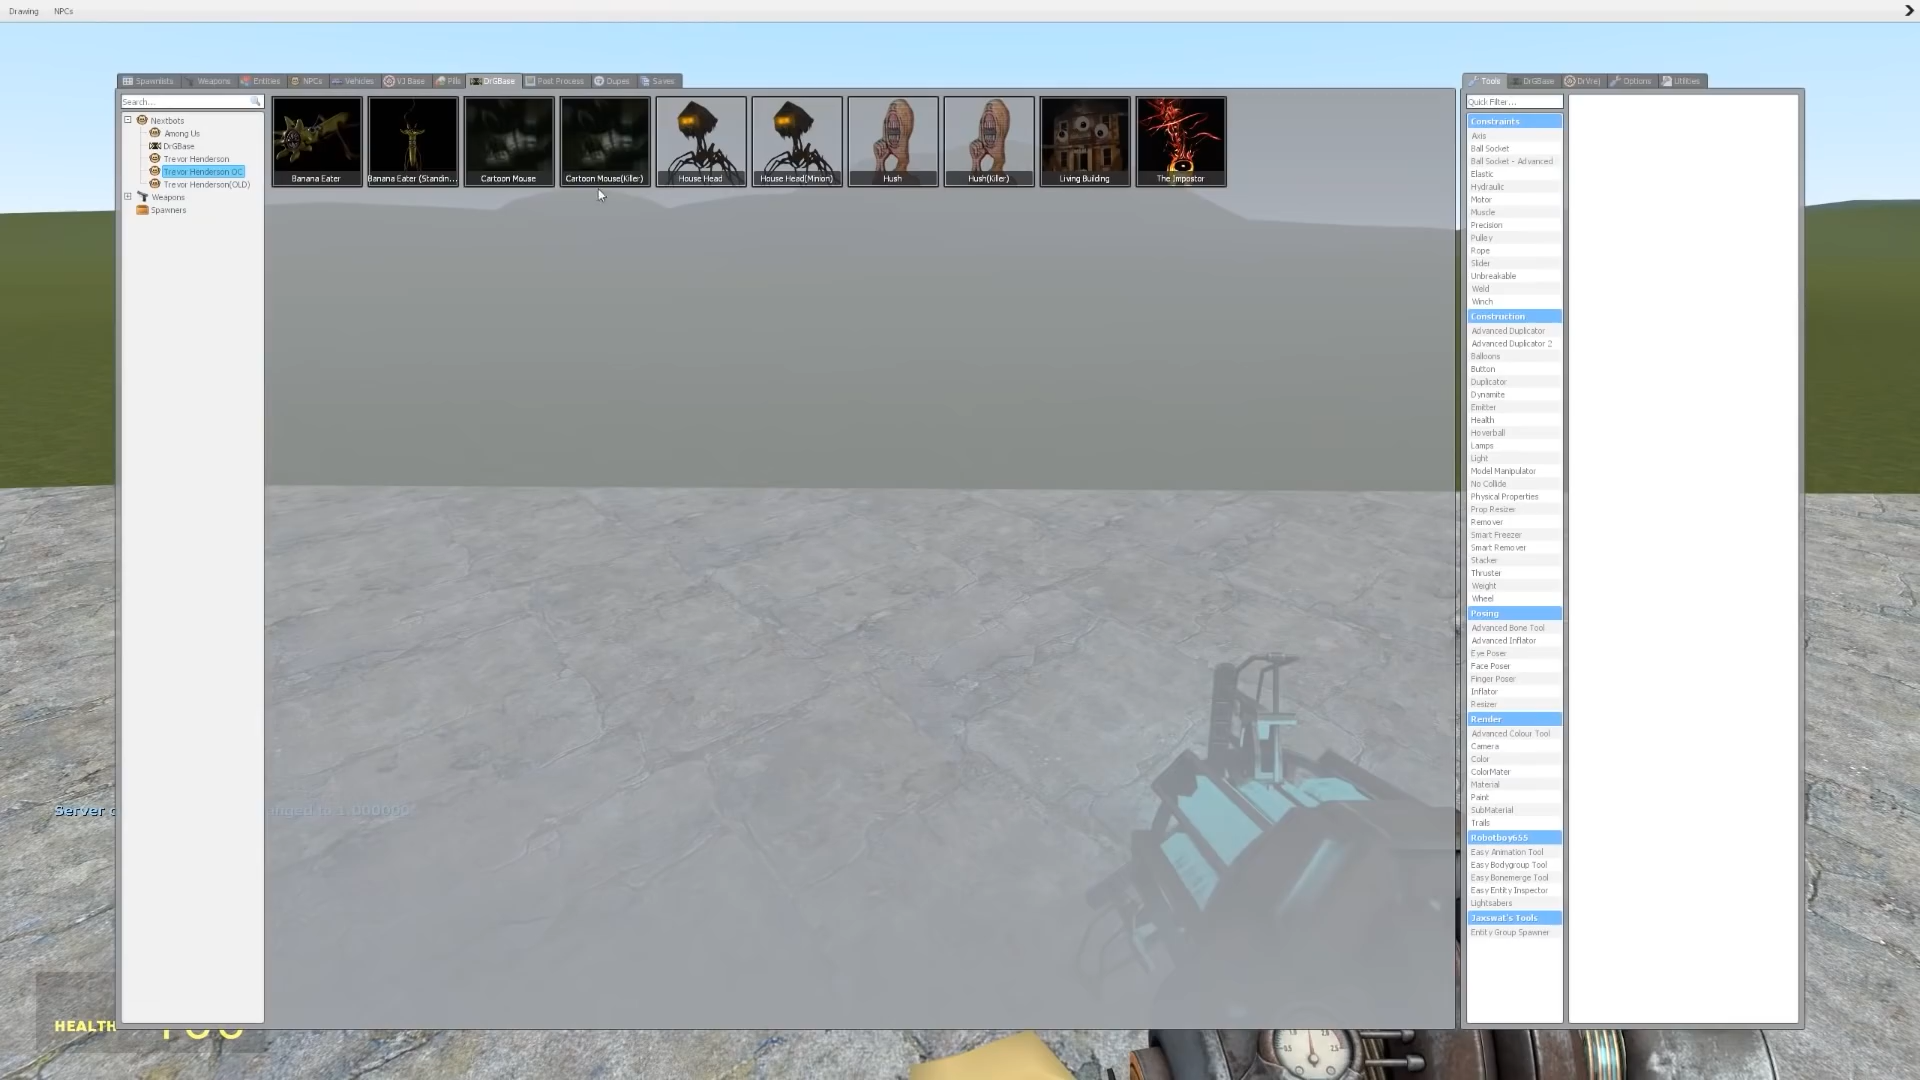 Drawing NPCs
Spawnlists Weapons Entities NPCs Vehicles VJ Base Pills DrGBase Post Process Dupes Saves
Search...
Nextbots
Among Us
DrGBase
Trevor Henderson
Trevor Henderson OC
Trevor Henderson(OLD)
Weapons
Spawners
Banana Eater
Banana Eater (Standin...
Cartoon Mouse
Cartoon Mouse(Killer)
House Head
House Head(Minion)
Hush
Hush(Killer)
Living Building
The Impostor
Server
anged to 1.000000
HEALTH
100
Tools DrGBase DrVrej Options Utilities
Quick Filter...
Constraints
Axis
Ball Socket
Ball Socket - Advanced
Elastic
Hydraulic
Motor
Muscle
Precision
Pulley
Rope
Slider
Unbreakable
Weld
Winch
Construction
Advanced Duplicator
Advanced Duplicator 2
Balloons
Button
Duplicator
Dynamite
Emitter
Health
Hoverball
Lamps
Light
Model Manipulator
No Collide
Physical Properties
Prop Resizer
Remover
Smart Freezer
Smart Remover
Stacker
Thruster
Weight
Wheel
Posing
Advanced Bone Tool
Advanced Inflator
Eye Poser
Face Poser
Finger Poser
Inflator
Resizer
Render
Advanced Colour Tool
Camera
Color
ColorMater
Material
Paint
SubMaterial
Trails
Robotboy655
Easy Animation Tool
Easy Bodygroup Tool
Easy Bonemerge Tool
Easy Entity Inspector
Lightsabers
Jaxswat's Tools
Entity Group Spawner